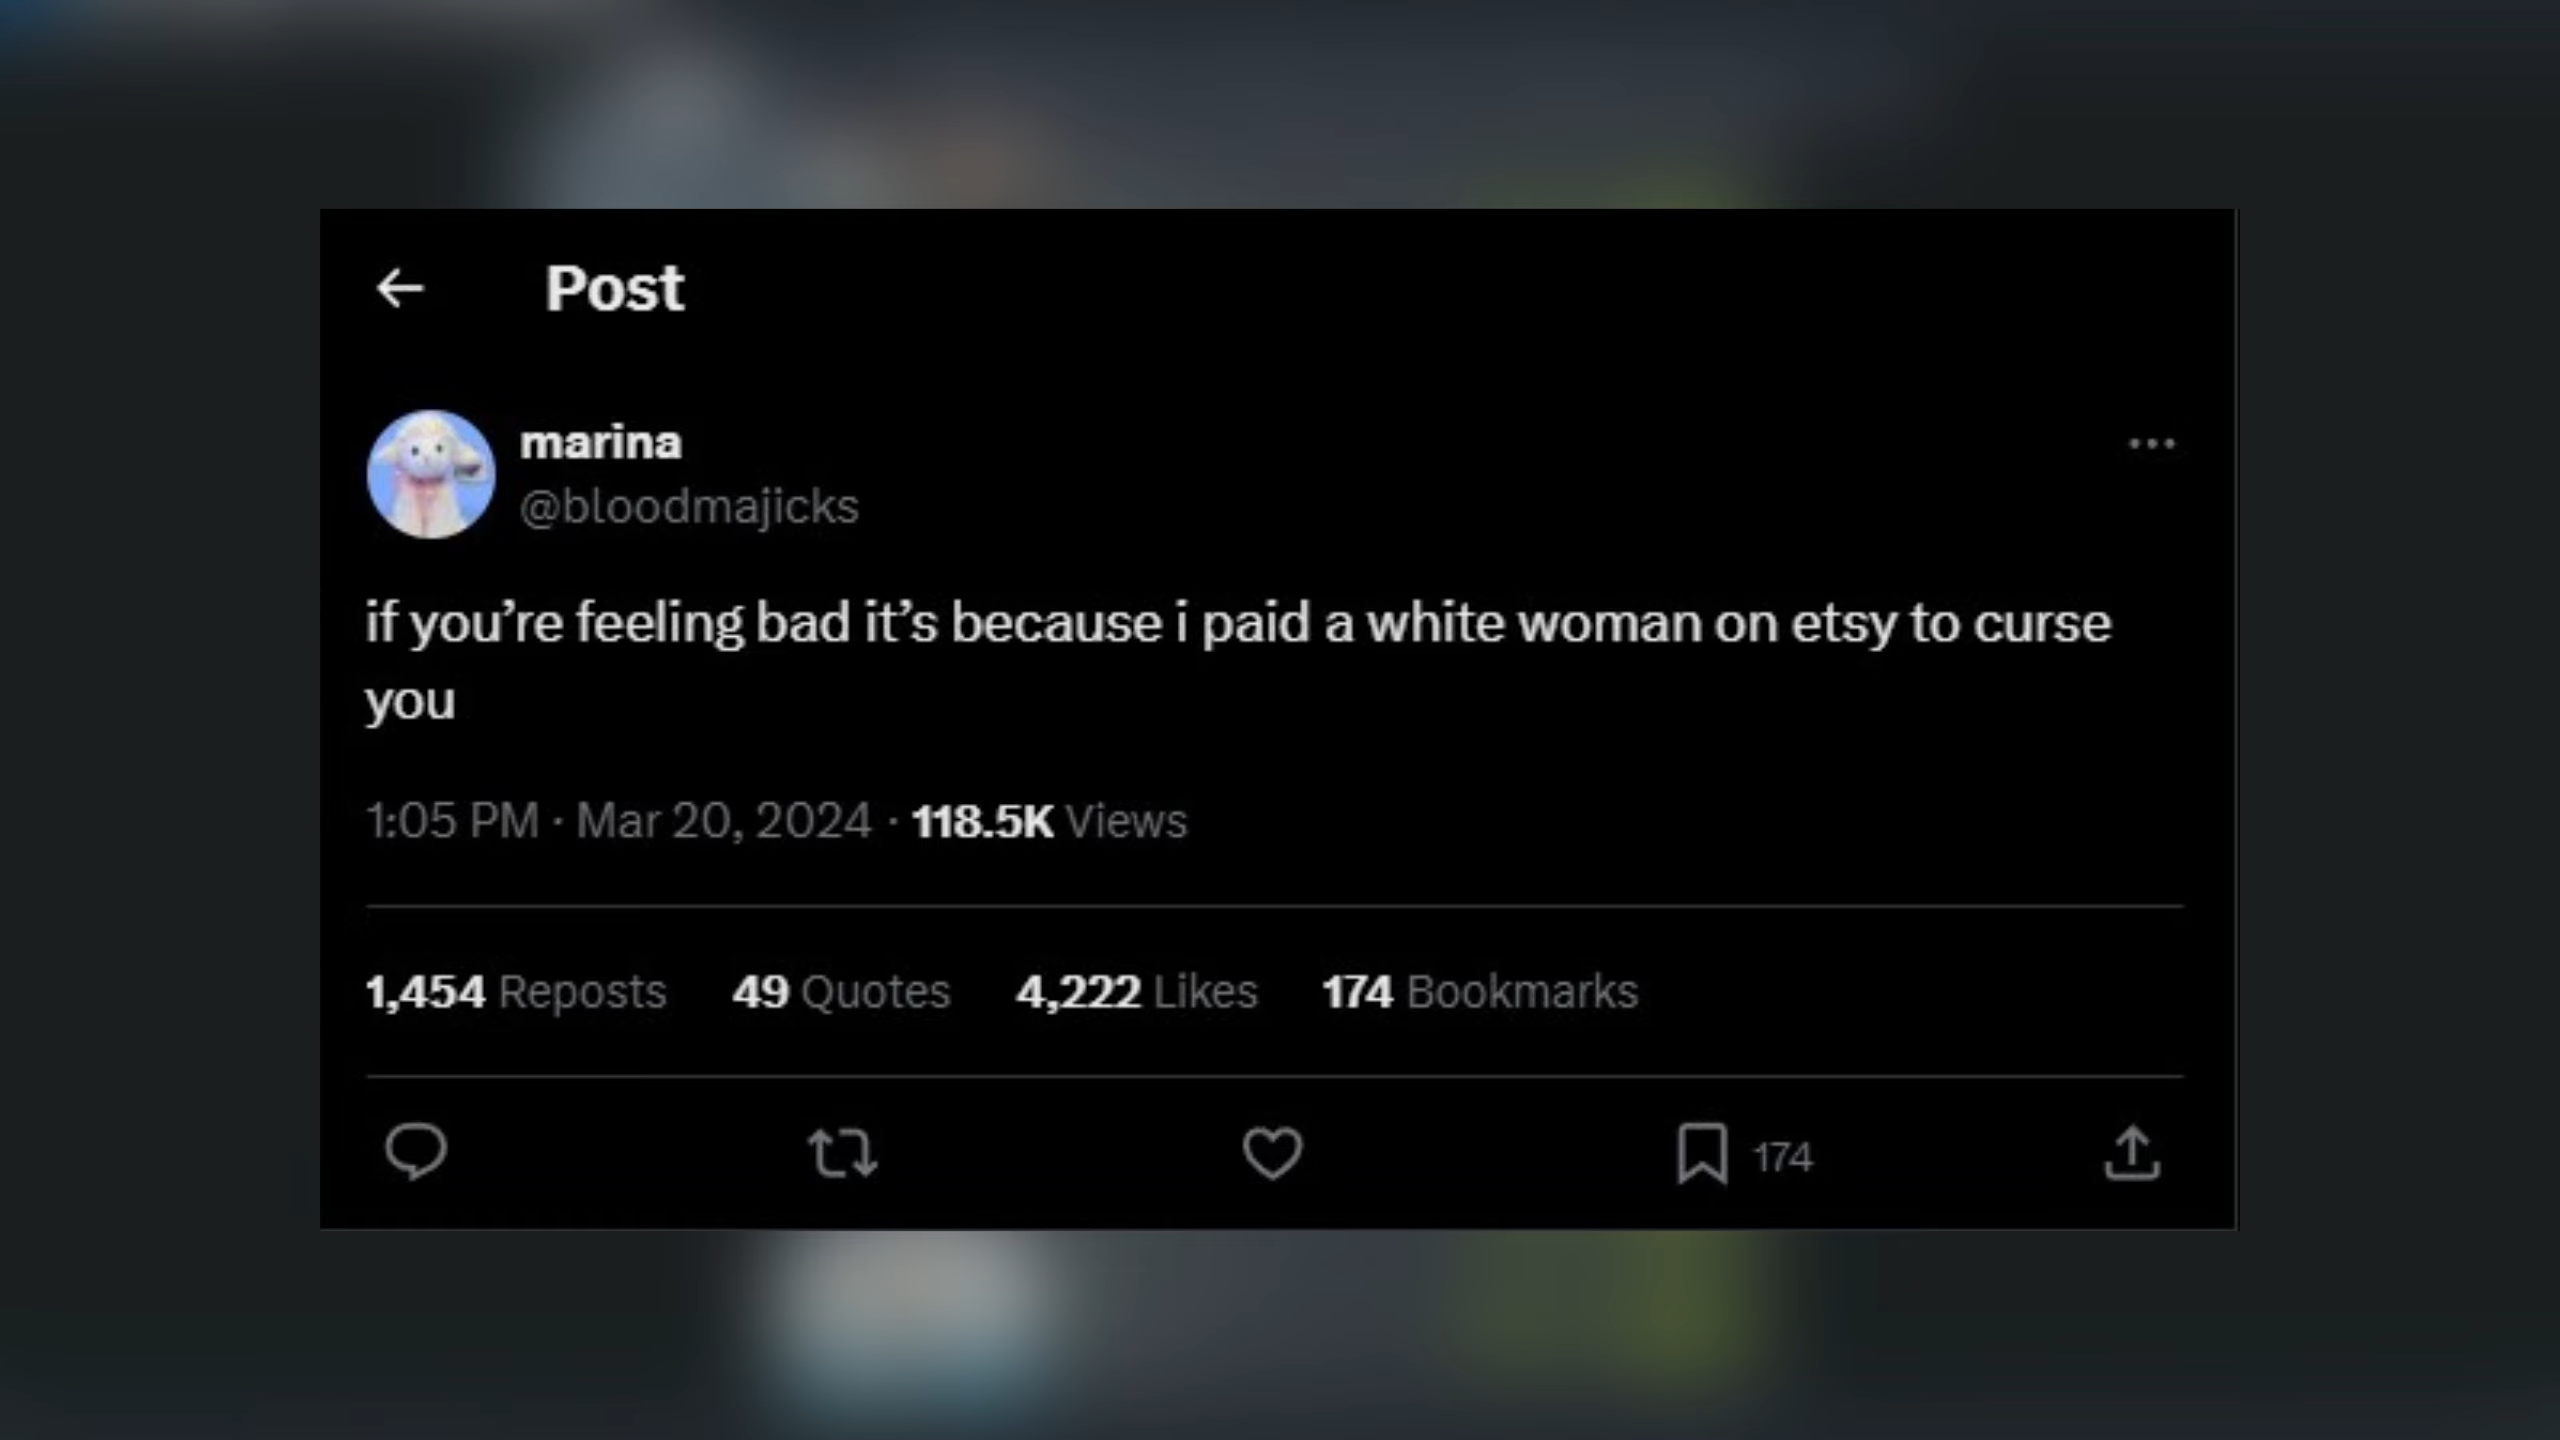 Post
marina
@bloodmajicks
if you’re feeling bad it’s because i paid a white woman on etsy to curse
you
1:05 PM · Mar 20, 2024 · 118.5K Views
1,454 Reposts 49 Quotes 4,222 Likes 174 Bookmarks
174